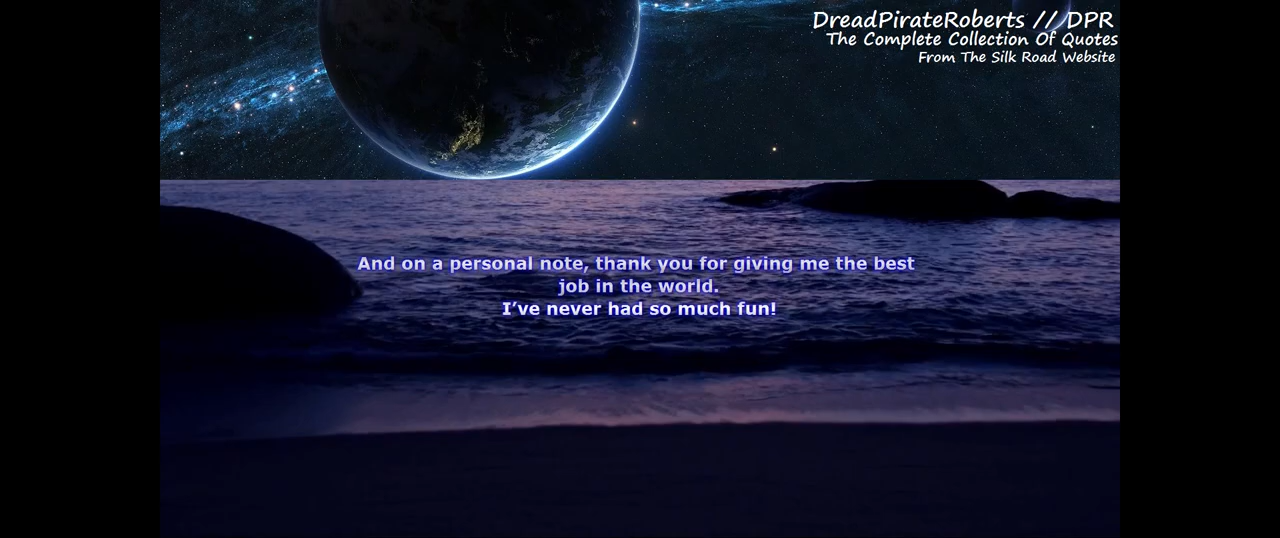 DreadPirateRoberts // DPR
The Complete Collection Of Quotes
From The Silk Road Website
And on a personal note, thank you for giving me the best
job in the world.
I’ve never had so much fun!